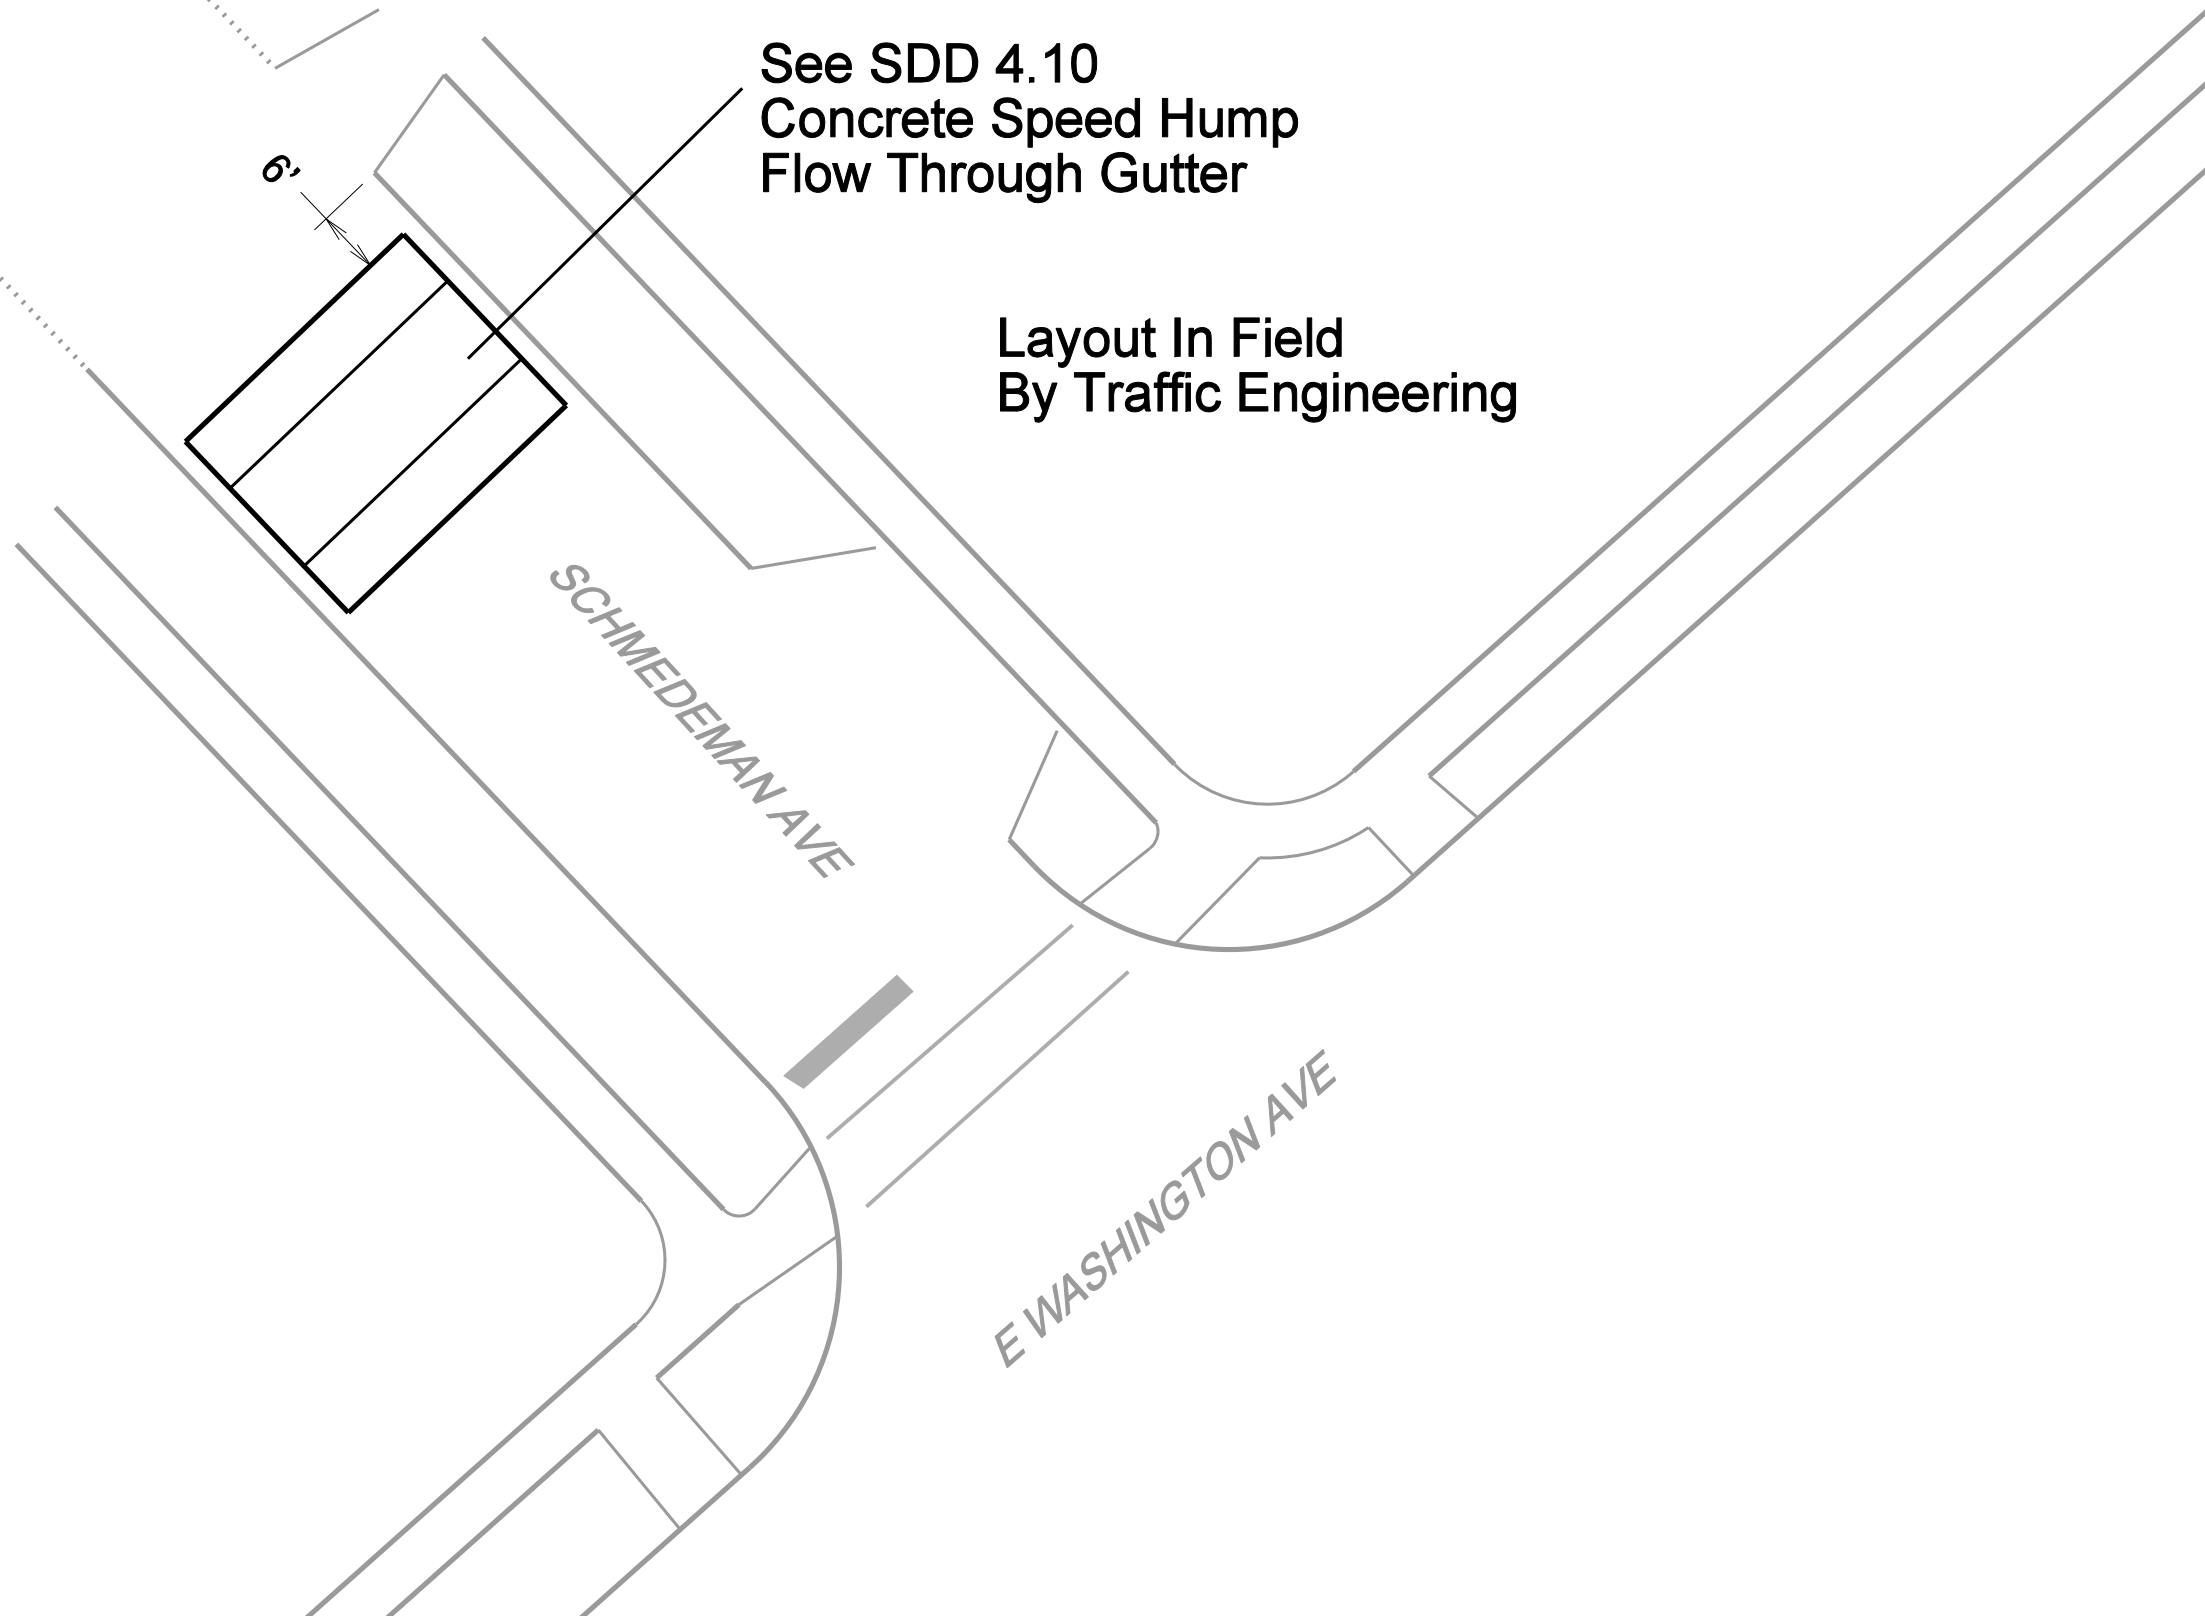 See SDD 4.10
Concrete Speed Hump
Flow Through Gutter
6'
Layout In Field
By Traffic Engineering
SCHMEDEMAN AVE
E WASHINGTON AVE